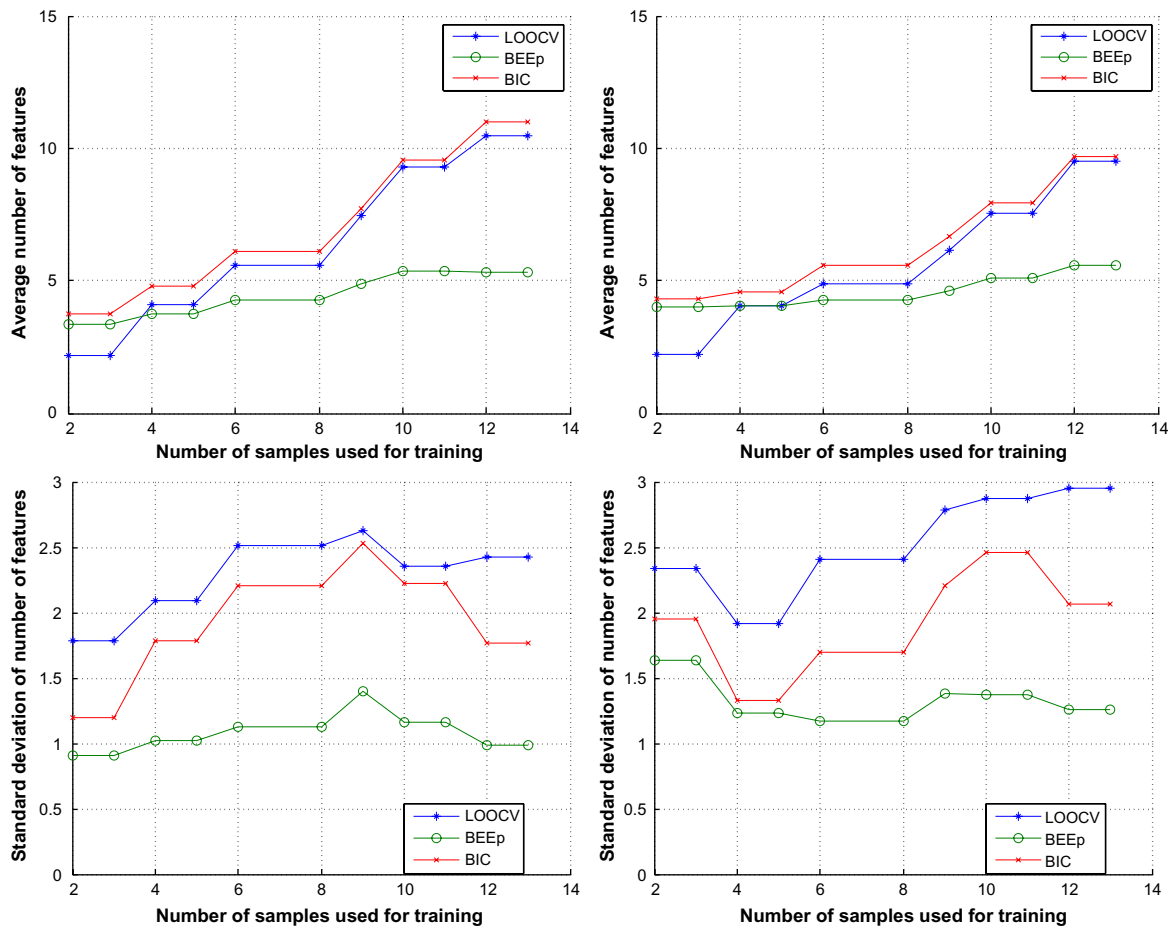 15
10
5
0
Average number of features
LOOCV
BEEp
BIC
2 4 6 8 10 12 14
Number of samples used for training
15
10
5
0
Average number of features
LOOCV
BEEp
BIC
2 4 6 8 10 12 14
Number of samples used for training
3
2.5
2
1.5
1
0.5
0
Standard deviation of number of features
LOOCV
BEEp
BIC
2 4 6 8 10 12 14
Number of samples used for training
3
2.5
2
1.5
1
0.5
0
Standard deviation of number of features
LOOCV
BEEp
BIC
2 4 6 8 10 12 14
Number of samples used for training